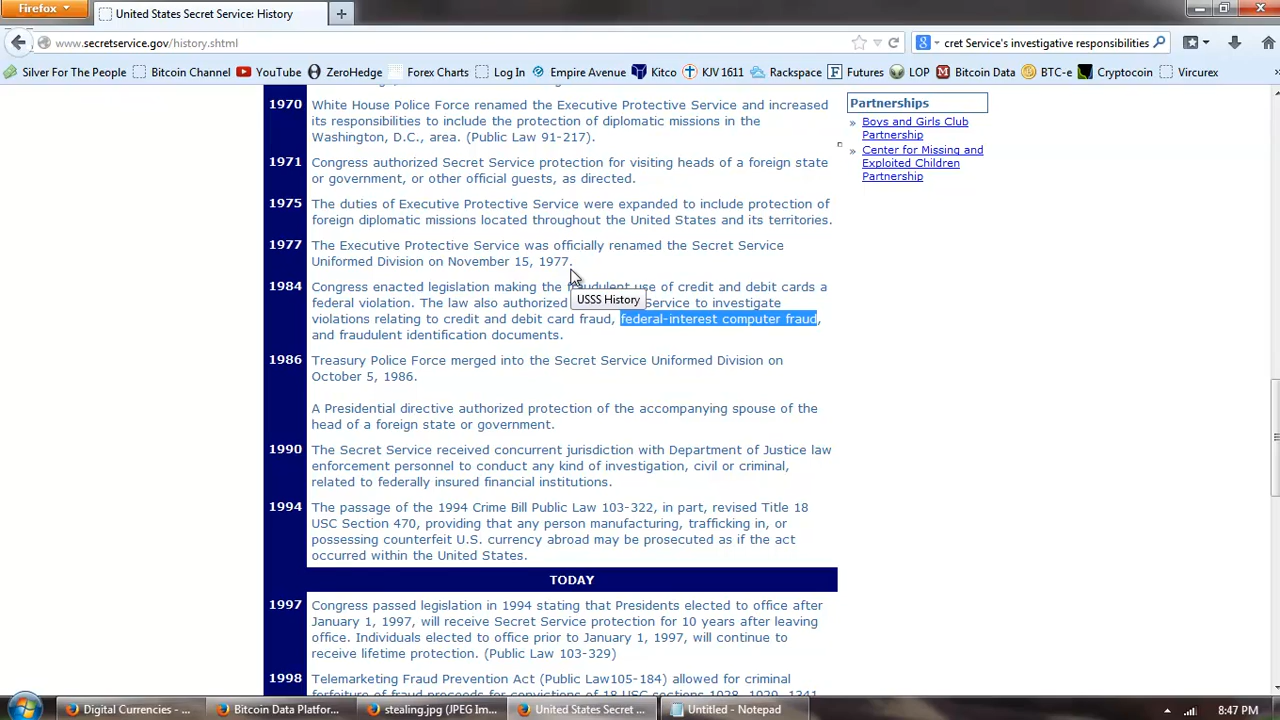 Firefox
United States Secret Service: History
www.secretservice.gov/history.shtml
cret Service's investigative responsibilities
Silver For The People
Bitcoin Channel
YouTube
ZeroHedge
Forex Charts
Log In
Empire Avenue
Kitco
KJV 1611
Rackspace
Futures
LOP
Bitcoin Data
BTC-e
Cryptocoin
Vircurex
1970 White House Police Force renamed the Executive Protective Service and increased
its responsibilities to include the protection of diplomatic missions in the
Washington, D.C., area. (Public Law 91-217).
1971 Congress authorized Secret Service protection for visiting heads of a foreign state
or government, or other official guests, as directed.
1975 The duties of Executive Protective Service were expanded to include protection of
foreign diplomatic missions located throughout the United States and its territories.
1977 The Executive Protective Service was officially renamed the Secret Service
Uniformed Division on November 15, 1977.
1984 Congress enacted legislation making the fraudulent use of credit and debit cards a
federal violation. The law also authorized Service to investigate
USSS History
violations relating to credit and debit card fraud, federal-interest computer fraud,
and fraudulent identification documents.
1986 Treasury Police Force merged into the Secret Service Uniformed Division on
October 5, 1986.
A Presidential directive authorized protection of the accompanying spouse of the
head of a foreign state or government.
1990 The Secret Service received concurrent jurisdiction with Department of Justice law
enforcement personnel to conduct any kind of investigation, civil or criminal,
related to federally insured financial institutions.
1994 The passage of the 1994 Crime Bill Public Law 103-322, in part, revised Title 18
USC Section 470, providing that any person manufacturing, trafficking in, or
possessing counterfeit U.S. currency abroad may be prosecuted as if the act
occurred within the United States.
TODAY
1997 Congress passed legislation in 1994 stating that Presidents elected to office after
January 1, 1997, will receive Secret Service protection for 10 years after leaving
office. Individuals elected to office prior to January 1, 1997, will continue to
receive lifetime protection. (Public Law 103-329)
1998 Telemarketing Fraud Prevention Act (Public Law105-184) allowed for criminal
forfeiture of fraud proceeds for convictions of 18 USC sections 1028, 1029, 1341,
Partnerships
» Boys and Girls Club
Partnership
» Center for Missing and
Exploited Children
Partnership
Digital Currencies - ...
Bitcoin Data Platfor...
stealing.jpg (JPEG Im...
United States Secret ...
Untitled - Notepad
8:47 PM